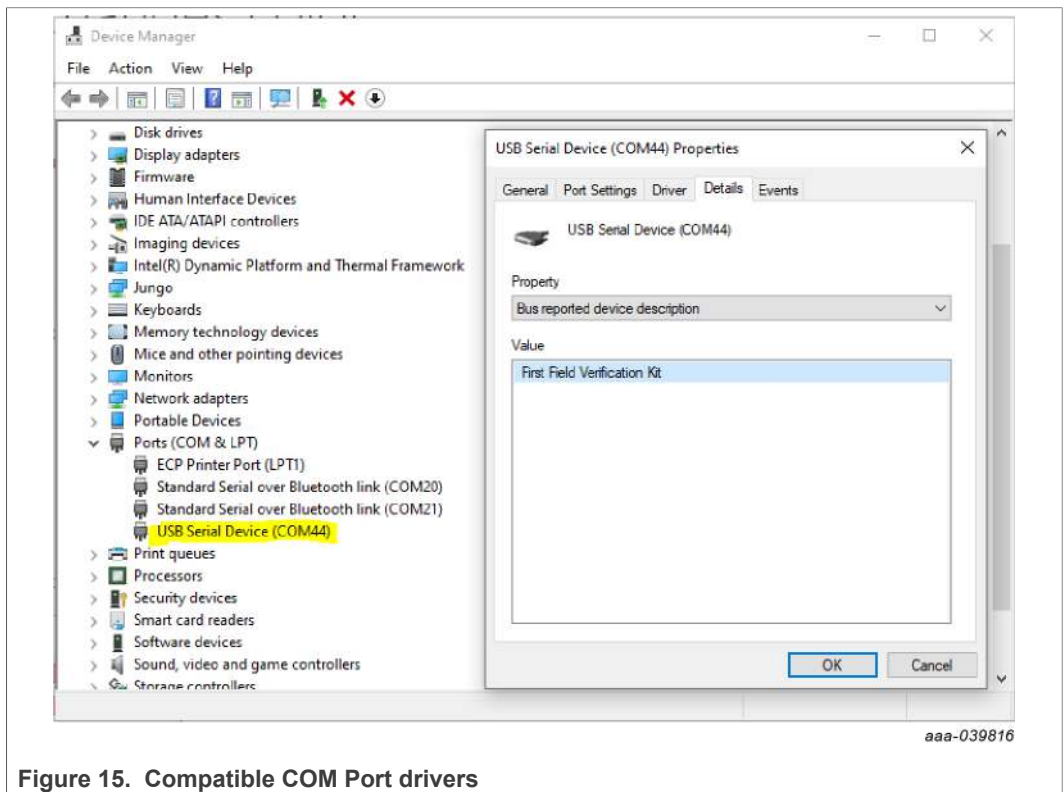 Device Manager
File Action View Help
Disk drives
Display adapters
Firmware
Human Interface Devices
IDE ATA/ATAPI controllers
Imaging devices
Intel(R) Dynamic Platform and Thermal Framework
Jungo
Keyboards
Memory technology devices
Mice and other pointing devices
Monitors
Network adapters
Portable Devices
Ports (COM & LPT)
ECP Printer Port (LPT1)
Standard Serial over Bluetooth link (COM20)
Standard Serial over Bluetooth link (COM21)
USB Serial Device (COM44)
Print queues
Processors
Security devices
Smart card readers
Software devices
Sound, video and game controllers
Storage controllers
USB Serial Device (COM44) Properties
General Port Settings Driver Details Events
USB Serial Device (COM44)
Property
Bus reported device description
Value
First Field Verification Kit
OK Cancel
aaa-039816
Figure 15. Compatible COM Port drivers